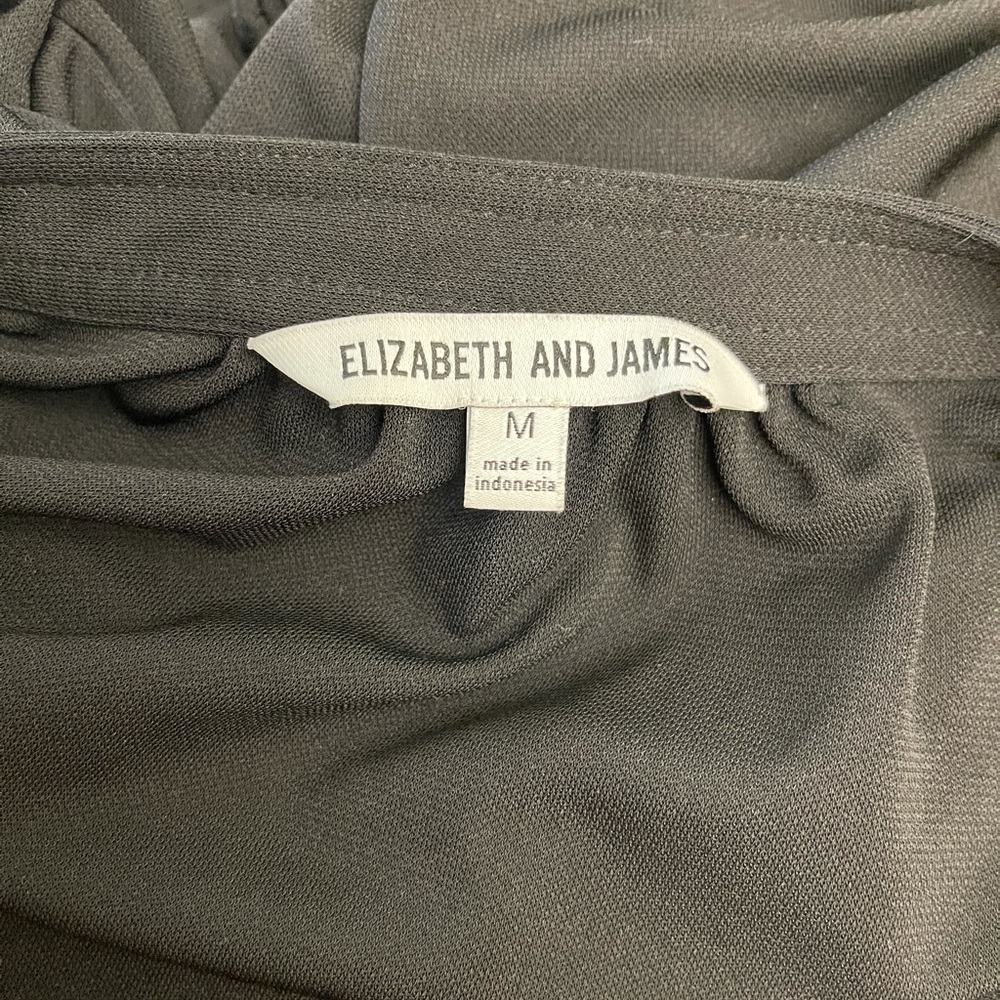 ELIZABETH AND JAMES
M
made in
indonesia